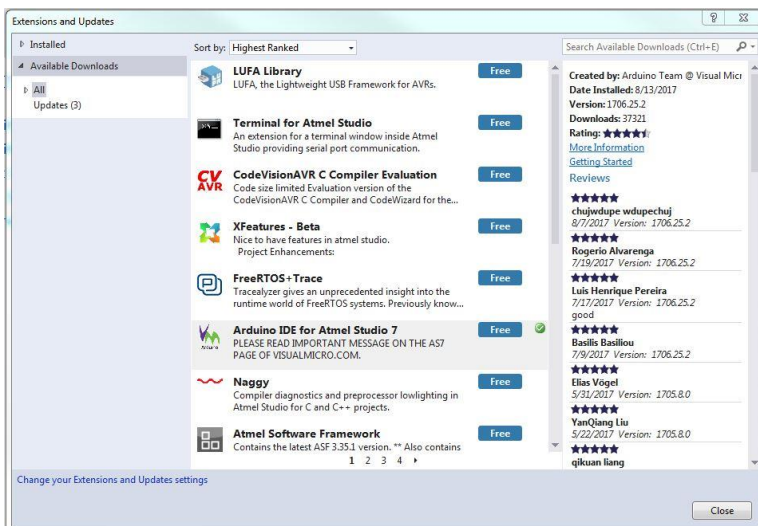 Extensions and Updates
Installed
Available Downloads
All
Updates (3)
Sort by: Highest Ranked
LUFA Library
Free
LUFA, the Lightweight USB Framework for AVRs.
Terminal for Atmel Studio
Free
An extension for a terminal window inside Atmel
Studio providing serial port communication.
CV
AVR
CodeVisionAVR C Compiler Evaluation
Free
Code size limited Evaluation version of the
CodeVisionAVR C Compiler and CodeWizard for the...
XFeatures - Beta
Free
Nice to have features in atmel studio.
Project Enhancements:
FreeRTOS+Trace
Free
Tracealyzer gives an unprecedented insight into the
runtime world of FreeRTOS systems. Previously know...
Arduino IDE for Atmel Studio 7
Free
PLEASE READ IMPORTANT MESSAGE ON THE AS7
PAGE OF VISUALMICRO.COM.
Naggy
Free
Compiler diagnostics and preprocessor lowlighting in
Atmel Studio for C and C++ projects.
Atmel Software Framework
Free
Contains the latest ASF 3.35.1 version. ** Also contains
1 2 3 4
Search Available Downloads (Ctrl+E)
Created by: Arduino Team @ Visual Micr
Date Installed: 8/13/2017
Version: 1706.25.2
Downloads: 37321
Rating:
More Information
Getting Started
Reviews
chujwdupe wdupechuj
8/7/2017 Version: 1706.25.2
Rogerio Alvarenga
7/19/2017 Version: 1706.25.2
Luis Henrique Pereira
7/17/2017 Version: 1706.25.2
good
Basilis Basiliou
7/9/2017 Version: 1706.25.2
Elias Vögel
5/31/2017 Version: 1705.8.0
YanQiang Liu
5/22/2017 Version: 1705.8.0
qikuan liang
Change your Extensions and Updates settings
Close